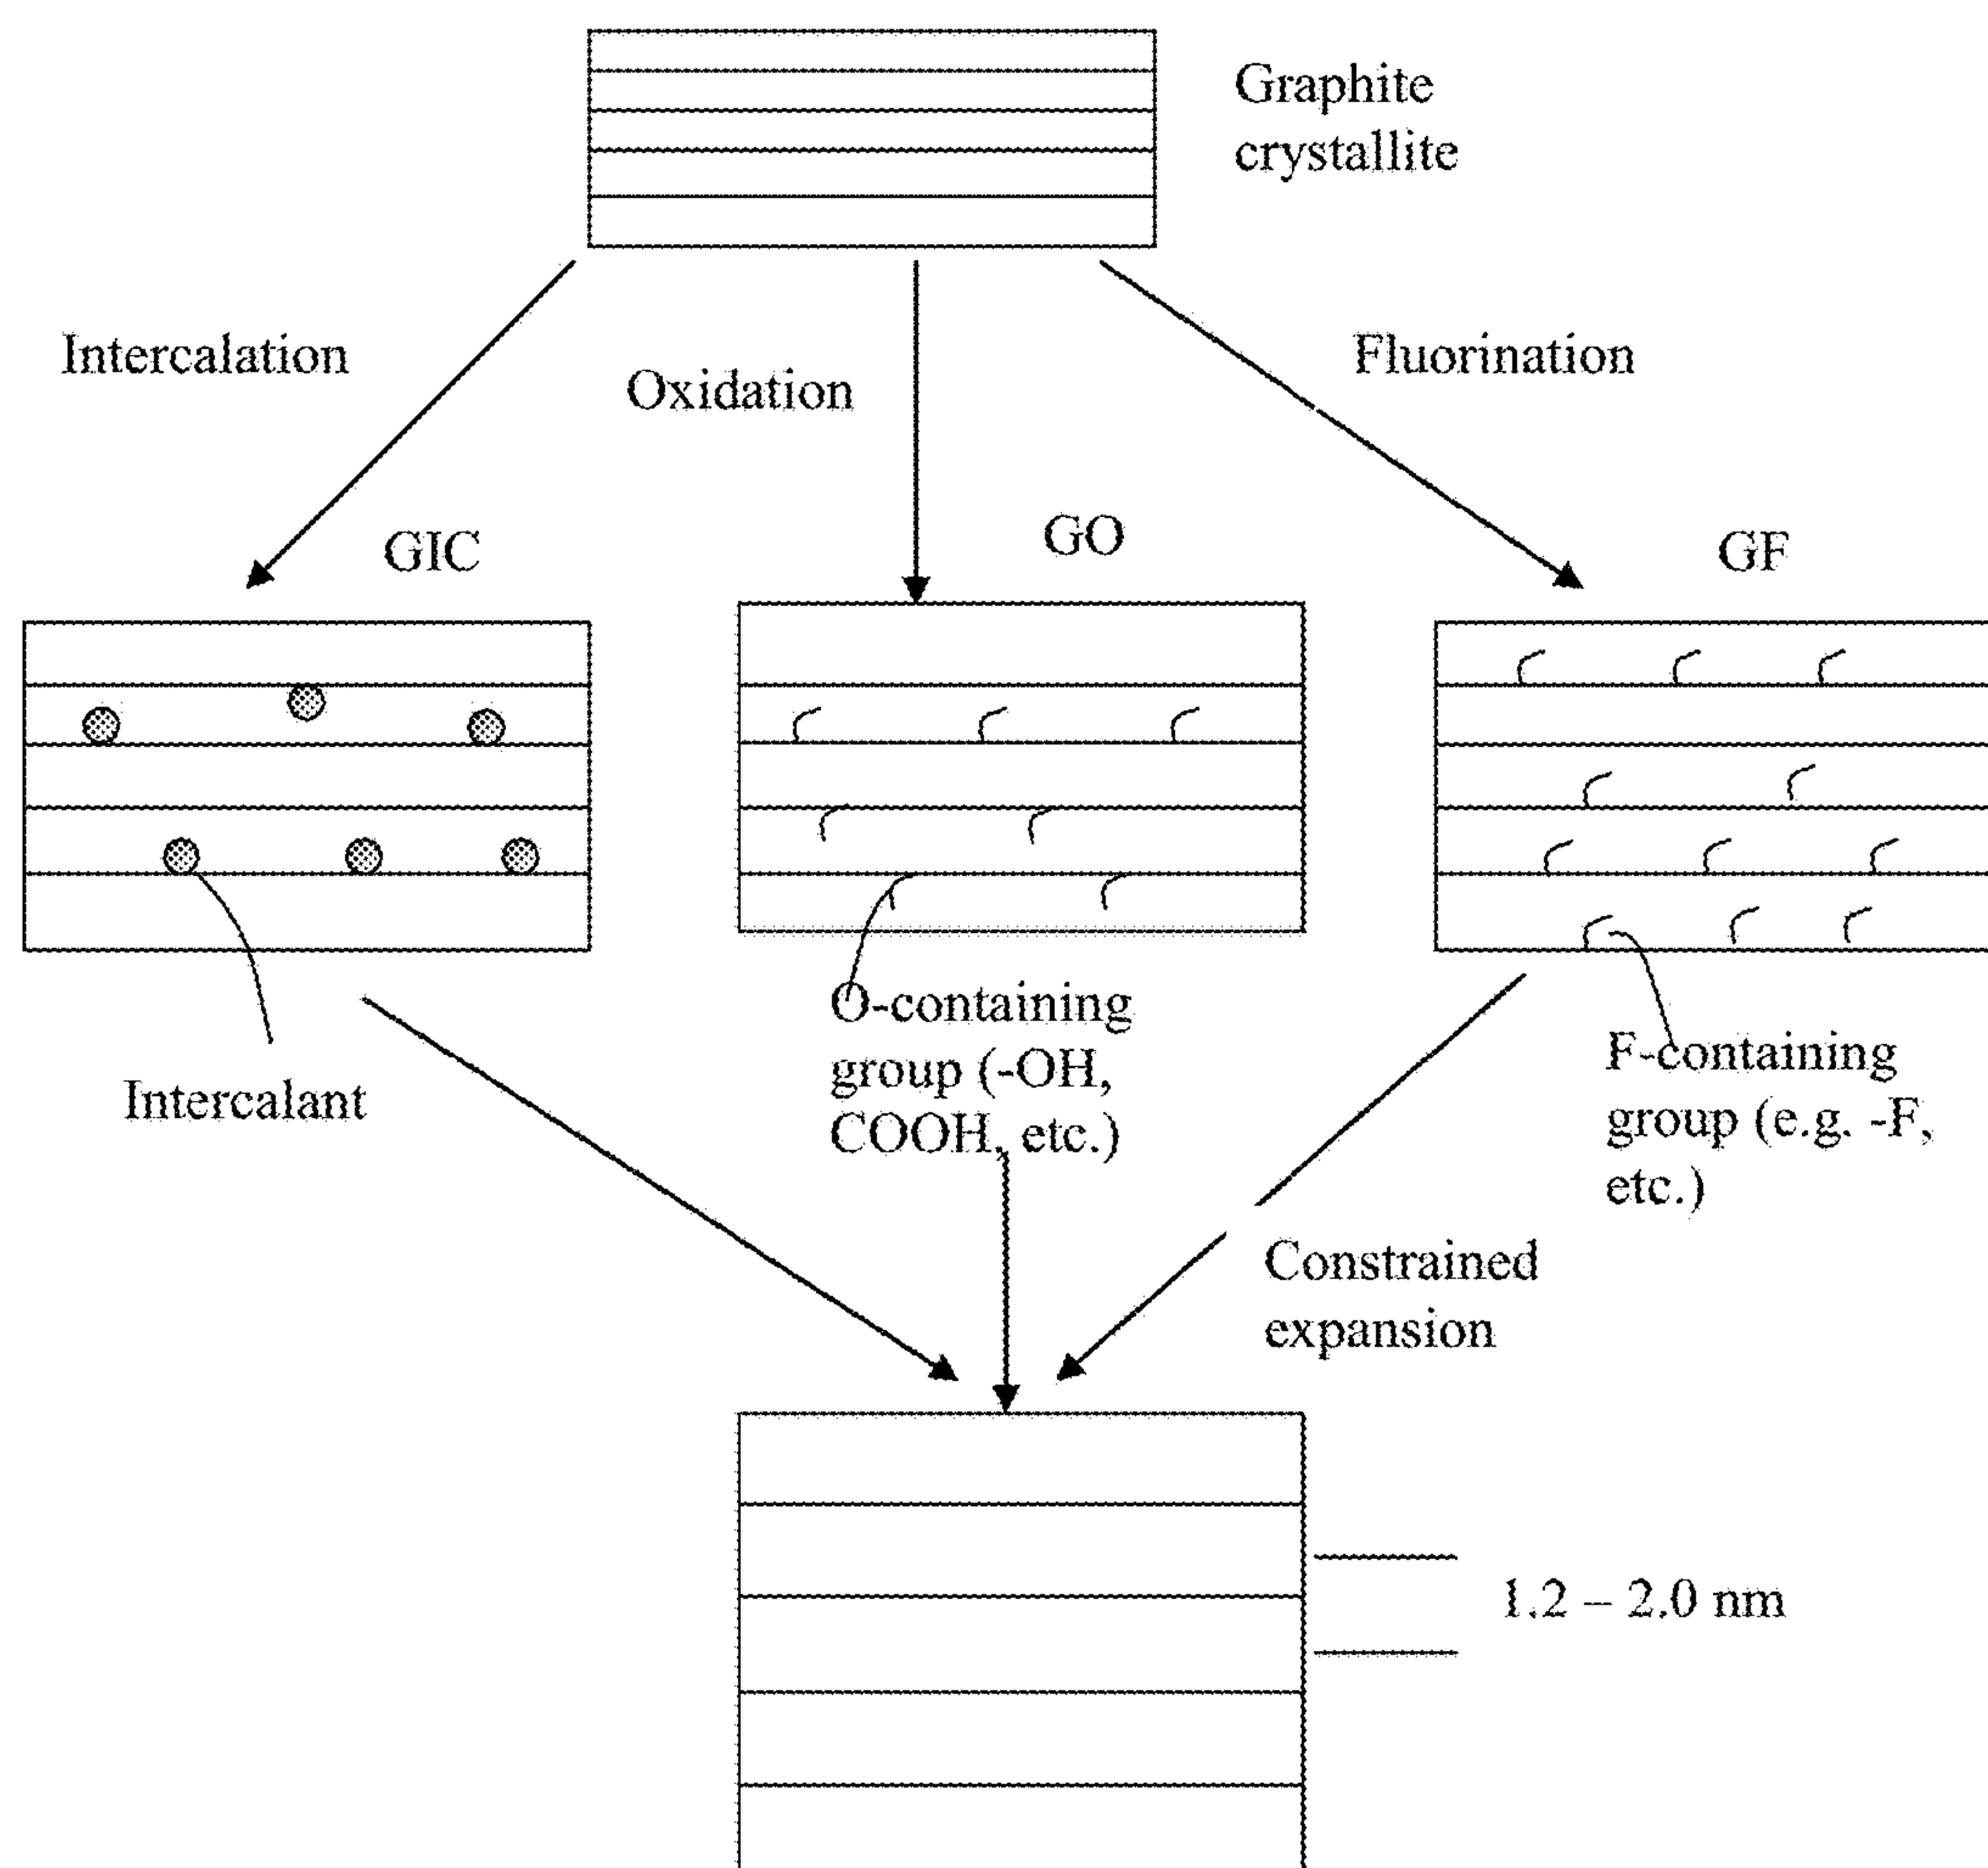 Graphite
crystallite
Intercalation
Oxidation
Fluorination
GIC
GO
GF
Intercalant
O-containing
group (-OH,
COOH, etc.)
F-containing
group (e.g. -F,
etc.)
Constrained
expansion
1.2 – 2.0 nm